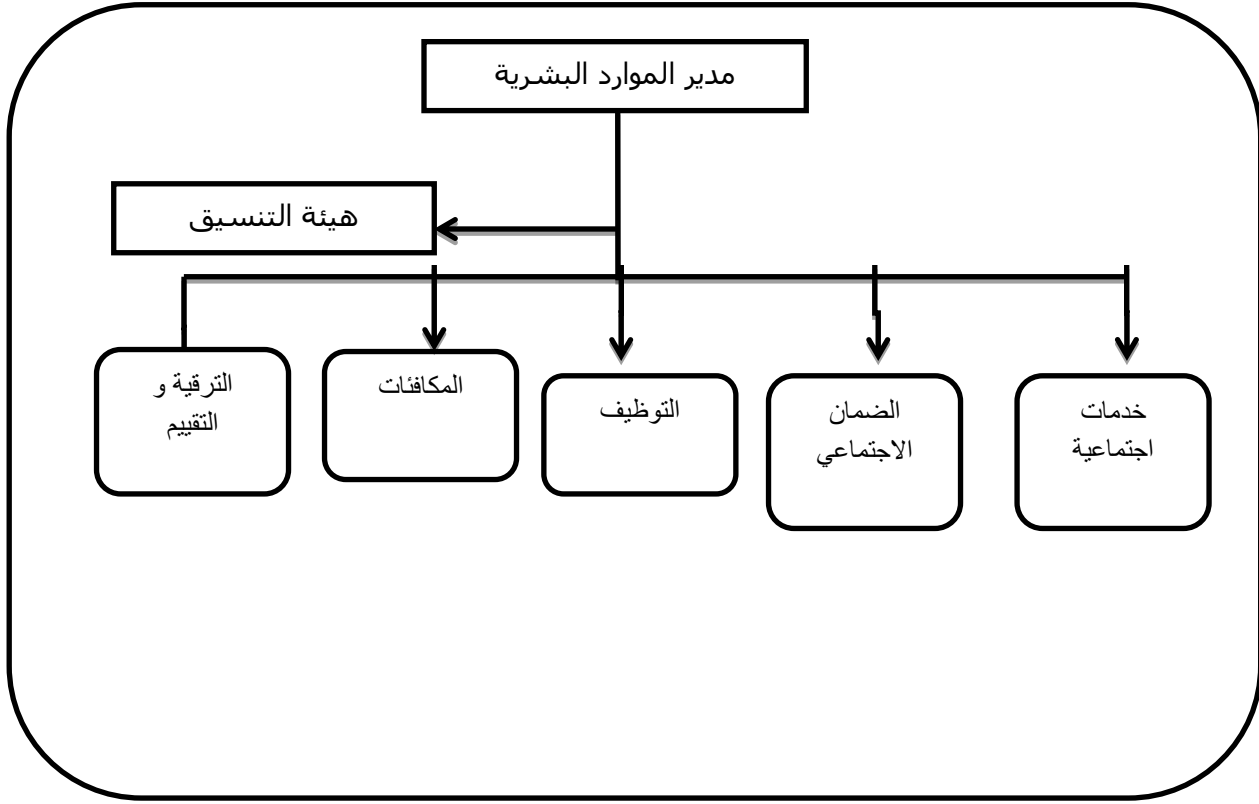 مدير الموارد البشرية
هيئة التنسيق
خدمات
اجتماعية
الضمان
الاجتماعي
التوظيف
المكافئات
الترقية و
التقييم